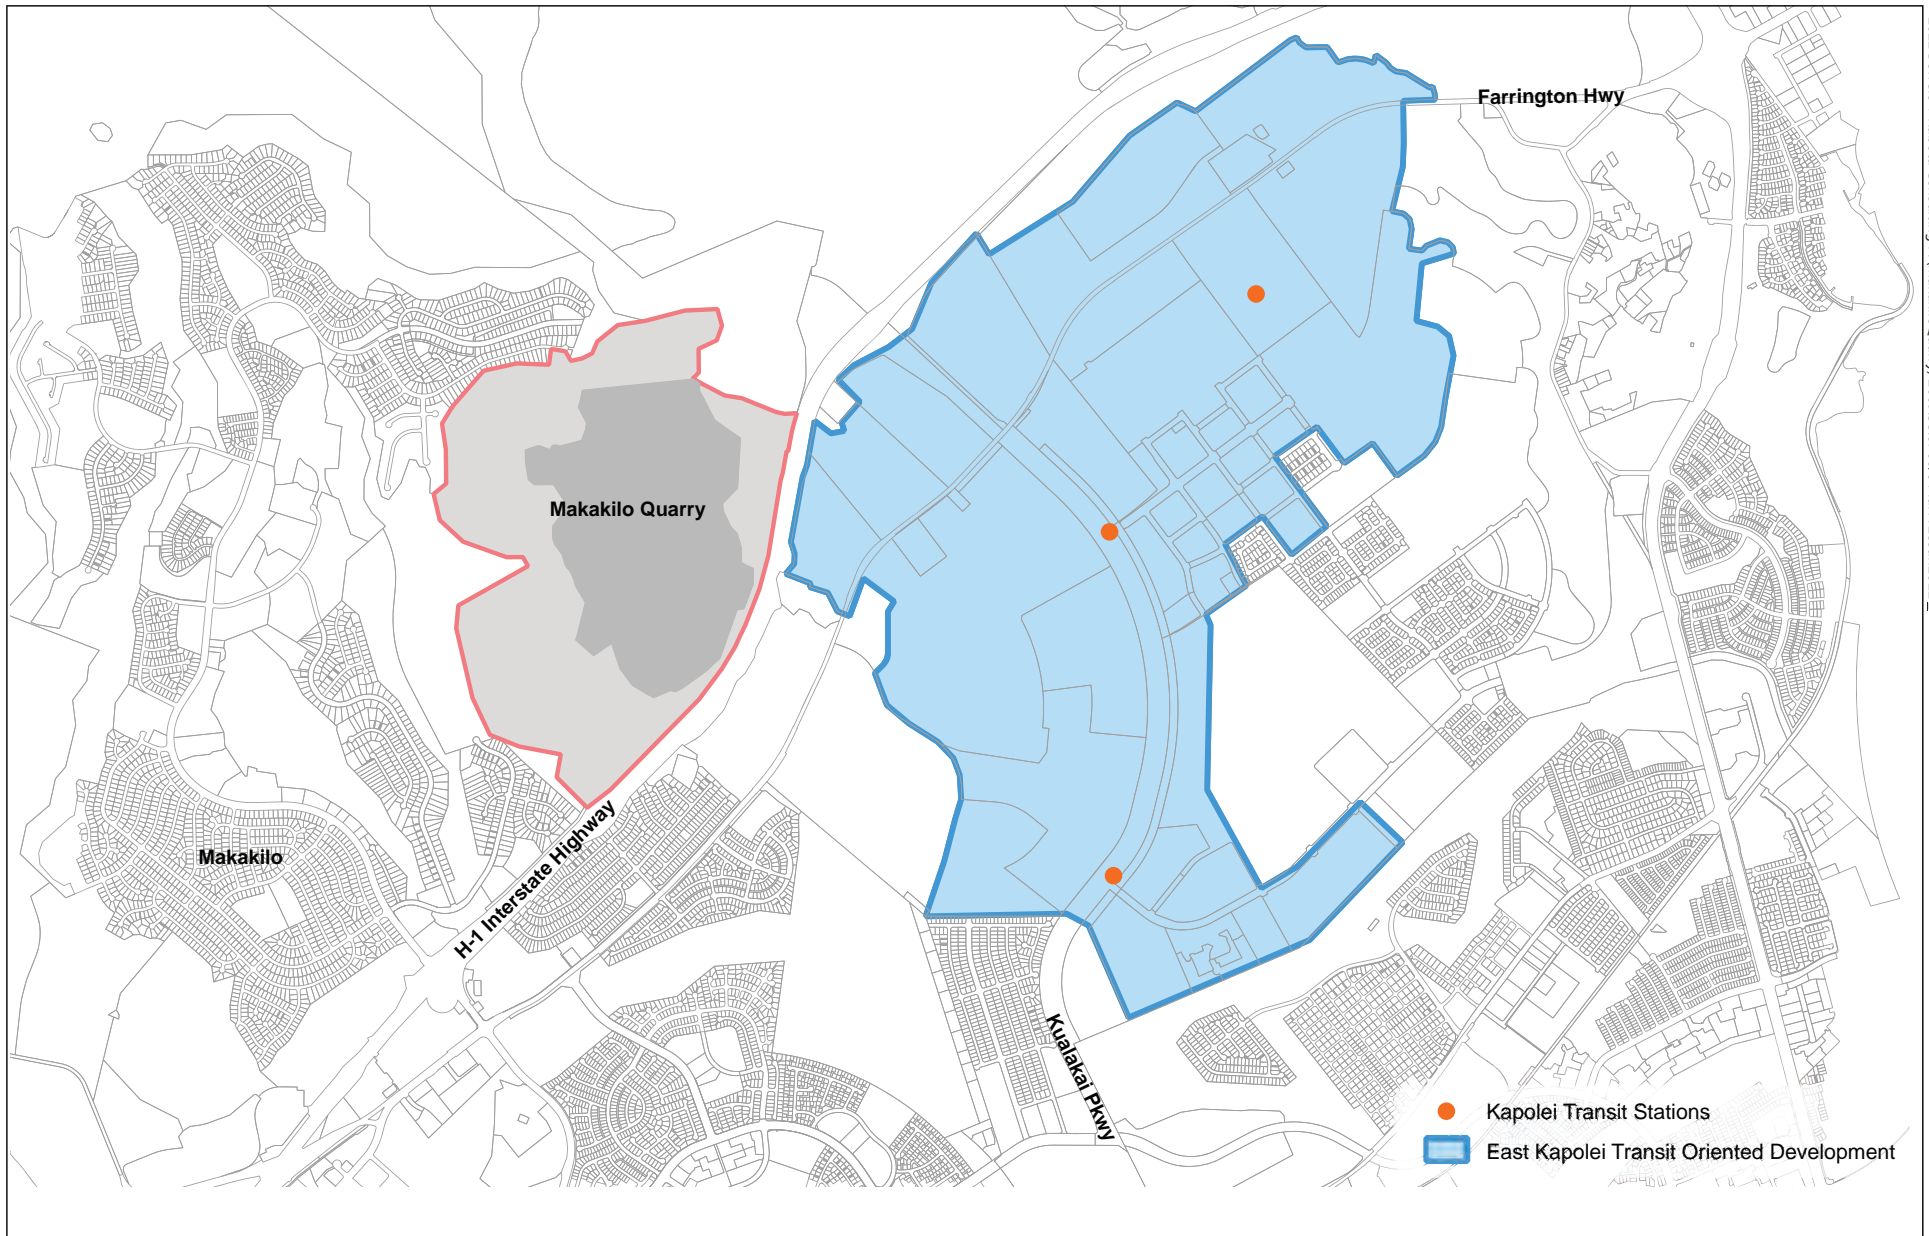 Farrington Hwy
Makakilo Quarry
Makakilo
H-1 Interstate Highway
Kualakai Pkwy
Kapolei Transit Stations
East Kapolei Transit Oriented Development